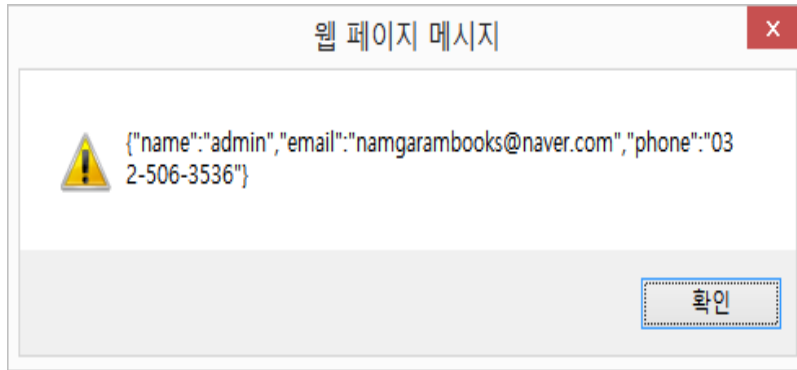 웹 페이지 메시지
x
{"name":"admin","email":"namgarambooks@naver.com","phone":"03
2-506-3536"}
확인